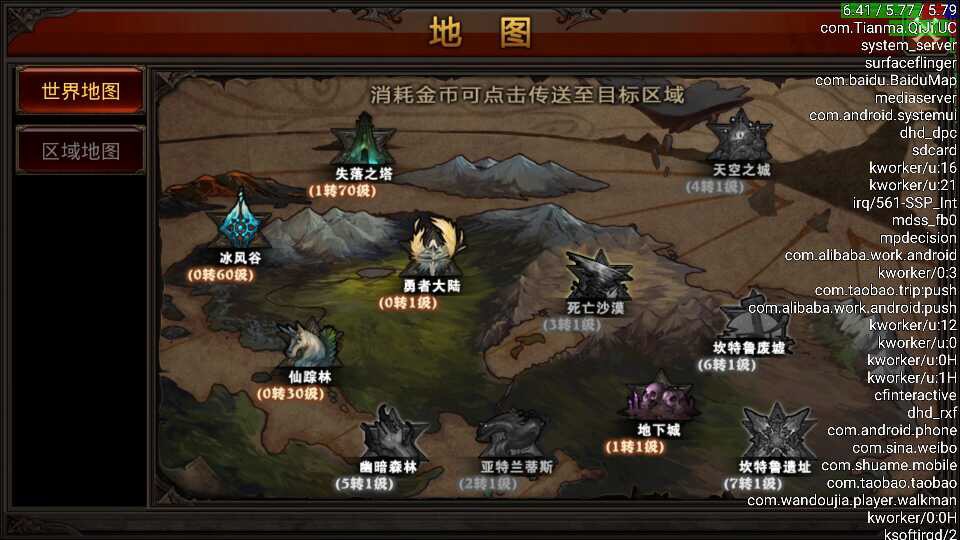 地 图
世界地图
区域地图
消耗金币可点击传送至目标区域
失落之塔
(1转70级)
天空之城
(4转1级)
冰风谷
(0转60级)
勇者大陆
(0转1级)
死亡沙漠
(3转1级)
坎特鲁废墟
(6转1级)
仙踪林
(0转30级)
地下城
(1转1级)
幽暗森林
(5转1级)
亚特兰蒂斯
(2转1级)
坎特鲁遗址
(7转1级)
6.41 / 5.77 / 5.79
com.Tianma.QiJi.UC
system_server
surfaceflinger
com.baidu.BaiduMap
mediaserver
com.android.systemui
dhd_dpc
sdcard
kworker/u:16
kworker/u:21
irq/561-SSP_Int
mdss_fb0
mpdecision
com.alibaba.work.android
kworker/0:3
com.taobao.trip:push
com.alibaba.work.android.push
kworker/u:12
kworker/u:0
kworker/u:0H
kworker/u:1H
cfinteractive
dhd_rxf
com.android.phone
com.sina.weibo
com.shuame.mobile
com.taobao.taobao
com.wandoujia.player.walkman
kworker/0:0H
ksoftirqd/2